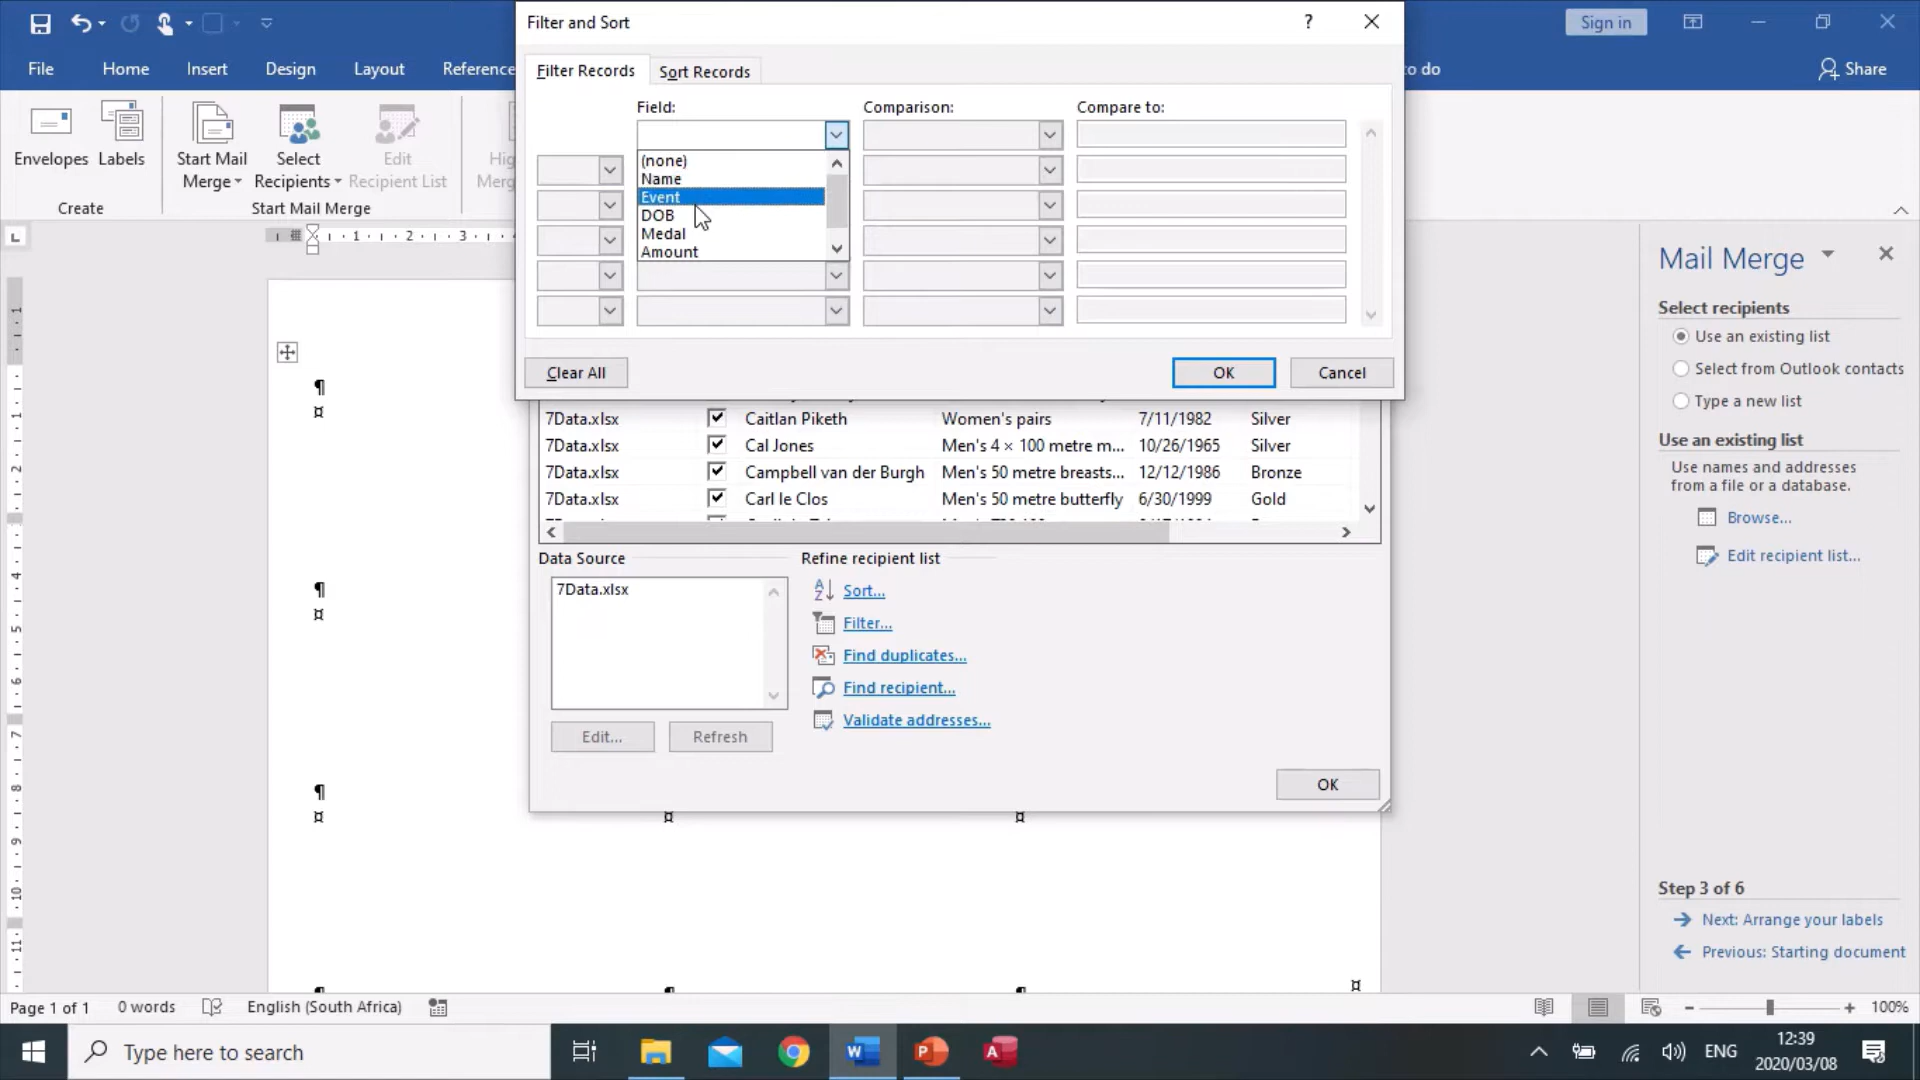 Filter and Sort
?
Sign in
File
Home
Insert
Design
Layout
Reference
to do
Share
Filter Records
Sort Records
Envelopes
Labels
Start Mail
Merge
Select
Recipients
Edit
Recipient List
Create
Start Mail Merge
Field:
Comparison:
Compare to:
(none)
Name
Event
DOB
Medal
Amount
Clear All
OK
Cancel
7Data.xlsx Caitlan Piketh Women's pairs 7/11/1982 Silver
7Data.xlsx Cal Jones Men's 4 × 100 metre m... 10/26/1965 Silver
7Data.xlsx Campbell van der Burgh Men's 50 metre breasts... 12/12/1986 Bronze
7Data.xlsx Carl le Clos Men's 50 metre butterfly 6/30/1999 Gold
Data Source
7Data.xlsx
Edit...
Refresh
Refine recipient list
Sort...
Filter...
Find duplicates...
Find recipient...
Validate addresses...
OK
Mail Merge
Select recipients
Use an existing list
Select from Outlook contacts
Type a new list
Use an existing list
Use names and addresses
from a file or a database.
Browse...
Edit recipient list...
Step 3 of 6
Next: Arrange your labels
Previous: Starting document
Page 1 of 1
0 words
English (South Africa)
100%
Type here to search
ENG
12:39
2020/03/08